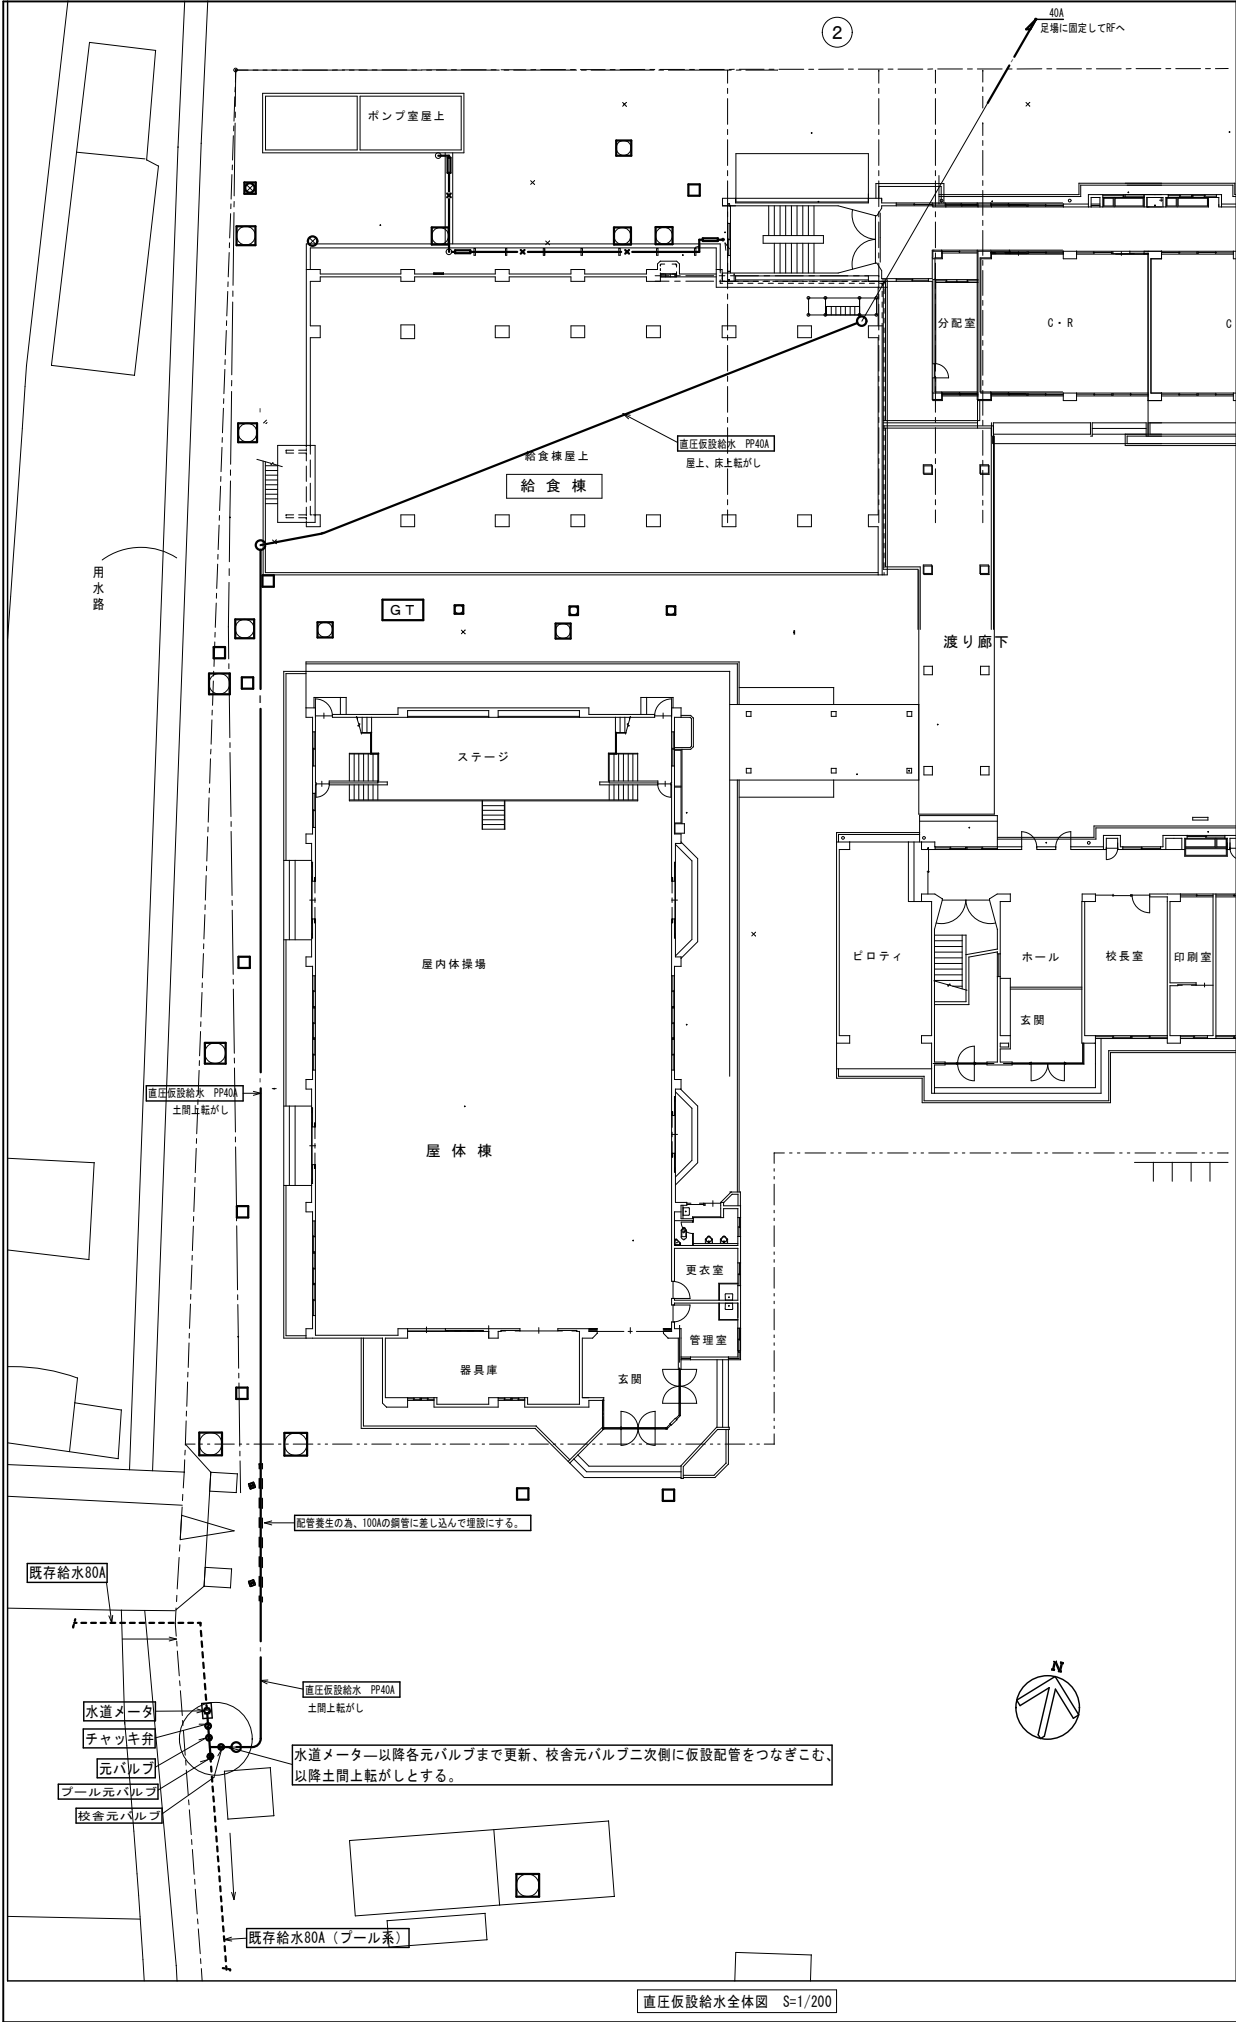 ②
40A
足場に固定してRFへ
ポンプ室屋上
分配室
C・R
C
直圧仮設給水 PP40A
屋上、床上転がし
給食棟屋上
給食棟
用水路
GT
渡り廊下
ステージ
屋内体操場
ピロティ
ホール
校長室
印刷室
玄関
直圧仮設給水 PP40A
土間上転がし
屋体棟
更衣室
管理室
器具庫
玄関
配管養生の為、100Aの鋼管に差し込んで埋設にする。
既存給水80A
直圧仮設給水 PP40A
土間上転がし
N
水道メータ
チャッキ弁
元バルブ
プール元バルブ
校舎元バルブ
水道メーター以降各元バルブまで更新、校舎元バルブ二次側に仮設配管をつなぎこむ、
以降土間上転がしとする。
既存給水80A（プール系）
直圧仮設給水全体図 S=1/200